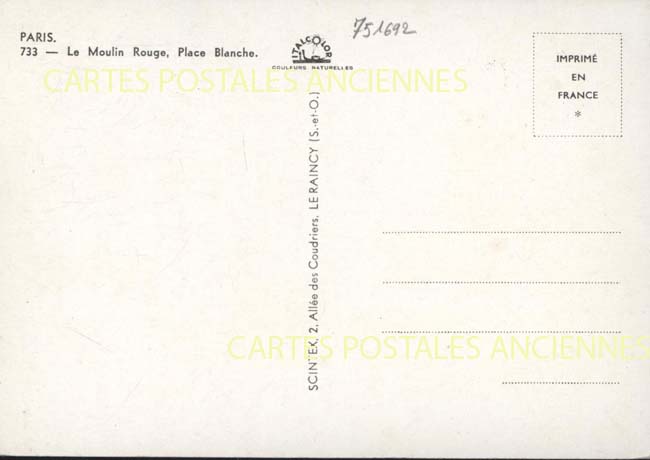 PARIS.
733 — Le Moulin Rouge, Place Blanche.
ITALCOLOR
COULEURS NATURELLES
751692
IMPRIMÉ
EN
FRANCE
*
CARTES POSTALES ANCIENNES
SCINTEX, 2, Allée des Coudriers, LE RAINCY (S.-et-O.)
CARTES POSTALES ANCIENNES